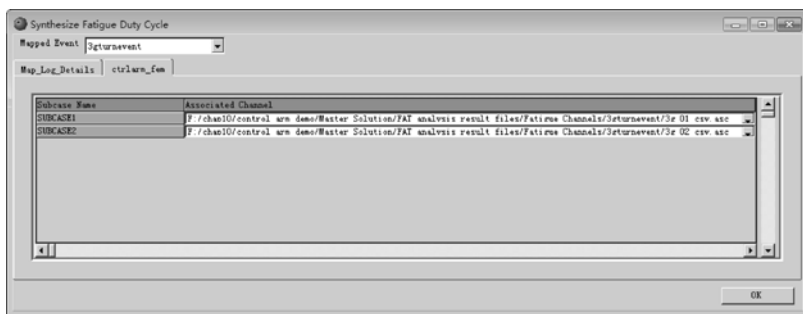 Synthesize Fatigue Duty Cycle
Mapped Event 3gturnevent
Map_Log_Details ctrlarm_fem
Subcase Name Associated Channel
SUBCASE1 F:/chap10/control arm demo/Master Solution/FAT analysis result files/Fatigue Channels/3gturnevent/3g 01 csv.asc
SUBCASE2 F:/chap10/control arm demo/Master Solution/FAT analysis result files/Fatigue Channels/3gturnevent/3g 02 csv.asc
OK